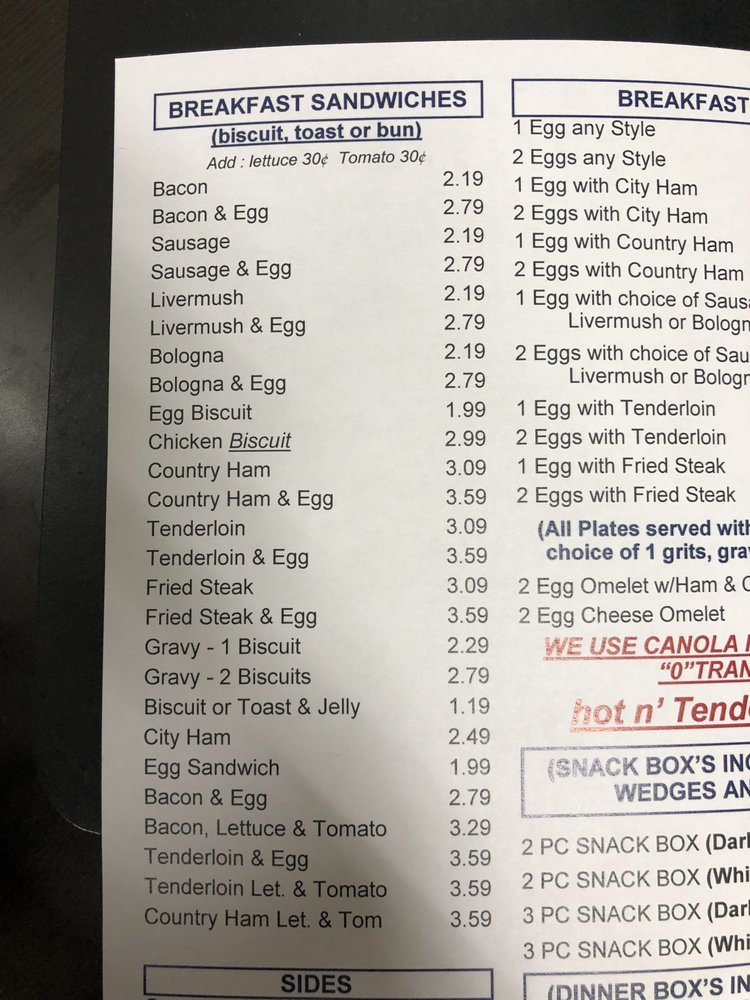 BREAKFAST SANDWICHES
(biscuit, toast or bun)
Add : lettuce 30¢ Tomato 30¢
Bacon 2.19
Bacon & Egg 2.79
Sausage 2.19
Sausage & Egg 2.79
Livermush 2.19
Livermush & Egg 2.79
Bologna 2.19
Bologna & Egg 2.79
Egg Biscuit 1.99
Chicken Biscuit 2.99
Country Ham 3.09
Country Ham & Egg 3.59
Tenderloin 3.09
Tenderloin & Egg 3.59
Fried Steak 3.09
Fried Steak & Egg 3.59
Gravy - 1 Biscuit 2.29
Gravy - 2 Biscuits 2.79
Biscuit or Toast & Jelly 1.19
City Ham 2.49
Egg Sandwich 1.99
Bacon & Egg 2.79
Bacon, Lettuce & Tomato 3.29
Tenderloin & Egg 3.59
Tenderloin Let. & Tomato 3.59
Country Ham Let. & Tom 3.59
SIDES
BREAKFAST
1 Egg any Style
2 Eggs any Style
1 Egg with City Ham
2 Eggs with City Ham
1 Egg with Country Ham
2 Eggs with Country Ham
1 Egg with choice of
Livermush or
2 Eggs with choice of
Livermush or
1 Egg with Tenderloin
2 Eggs with Tenderloin
1 Egg with Fried Steak
2 Eggs with Fried Steak
(All Plates served with
choice of 1 grits,
2 Egg Omelet w/Ham &
2 Egg Cheese Omelet
WE USE CANOLA
"0"
hot n'
(SNACK BOX'S
WEDGES
2 PC SNACK BOX
2 PC SNACK BOX
3 PC SNACK BOX
3 PC SNACK BOX
(DINNER BOX'S